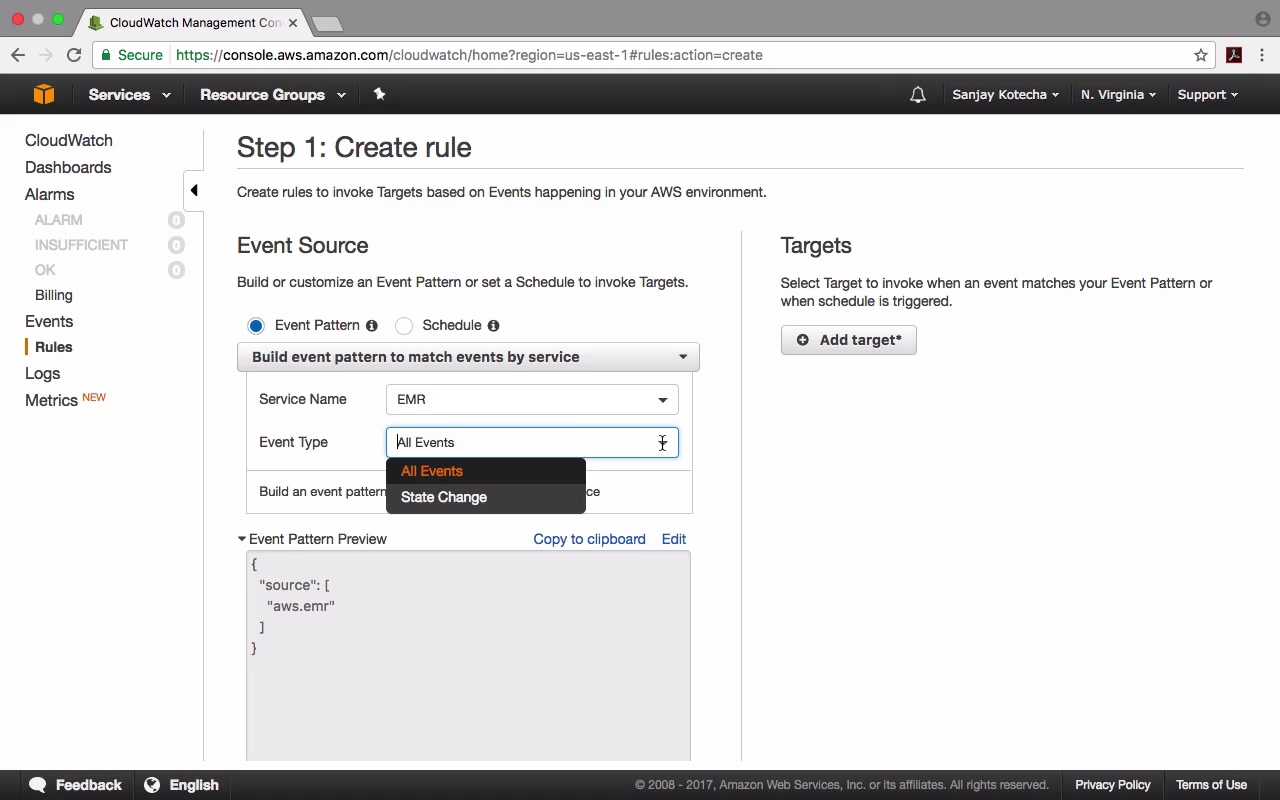 CloudWatch Management Con
Secure https://console.aws.amazon.com/cloudwatch/home?region=us-east-1#rules:action=create
Services Resource Groups Sanjay Kotecha N. Virginia Support
CloudWatch
Dashboards
Alarms
ALARM 0
INSUFFICIENT 0
OK 0
Billing
Events
Rules
Logs
Metrics NEW
Step 1: Create rule
Create rules to invoke Targets based on Events happening in your AWS environment.
Event Source
Build or customize an Event Pattern or set a Schedule to invoke Targets.
Event Pattern Schedule
Build event pattern to match events by service
Service Name EMR
Event Type All Events
All Events
State Change
Build an event pattern ce
Event Pattern Preview Copy to clipboard Edit
{
"source": [
"aws.emr"
]
}
Targets
Select Target to invoke when an event matches your Event Pattern or
when schedule is triggered.
Add target*
Feedback English © 2008 - 2017, Amazon Web Services, Inc. or its affiliates. All rights reserved. Privacy Policy Terms of Use